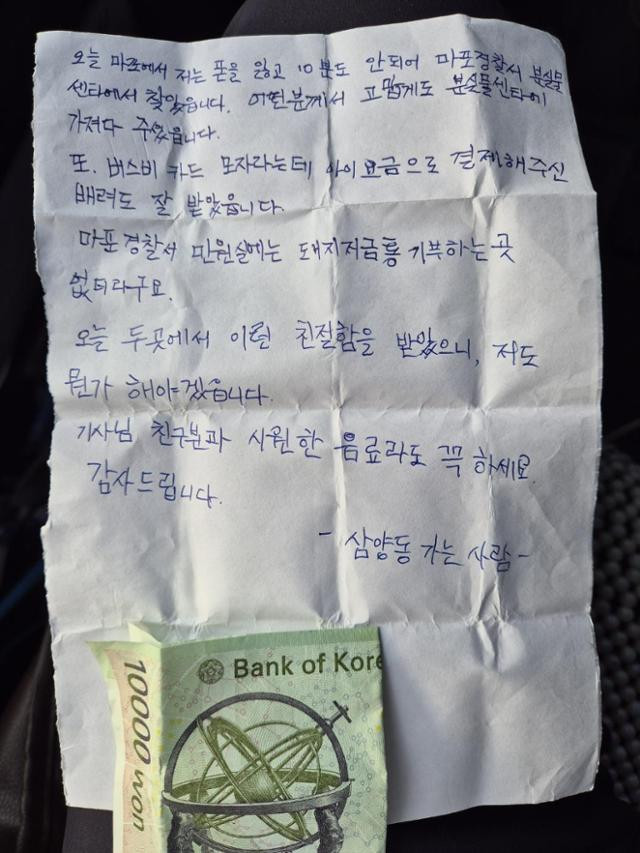 오늘 마포에서 저는 폰을 잃고 10분도 안되어 마포경찰서 분실물
센타에서 찾았습니다. 어떤분께서 고맙게도 분실물센타에
가져다 주셨습니다.
또. 버스비 카드 모자라는데 아이요금으로 결제해주신
배려도 잘 받았읍니다.
마포경찰서 민원실에는 돼지저금통 기부하는 곳
없더라구요.
오늘 두곳에서 이런 친절함을 받았으니, 저도
뭔가 해야겠읍니다.
기사님 친구분과 시원한 음료라도 꼭 하세요.
감사드립니다.
- 삼양동 가는 사람 -
Bank of Kore
10000 won